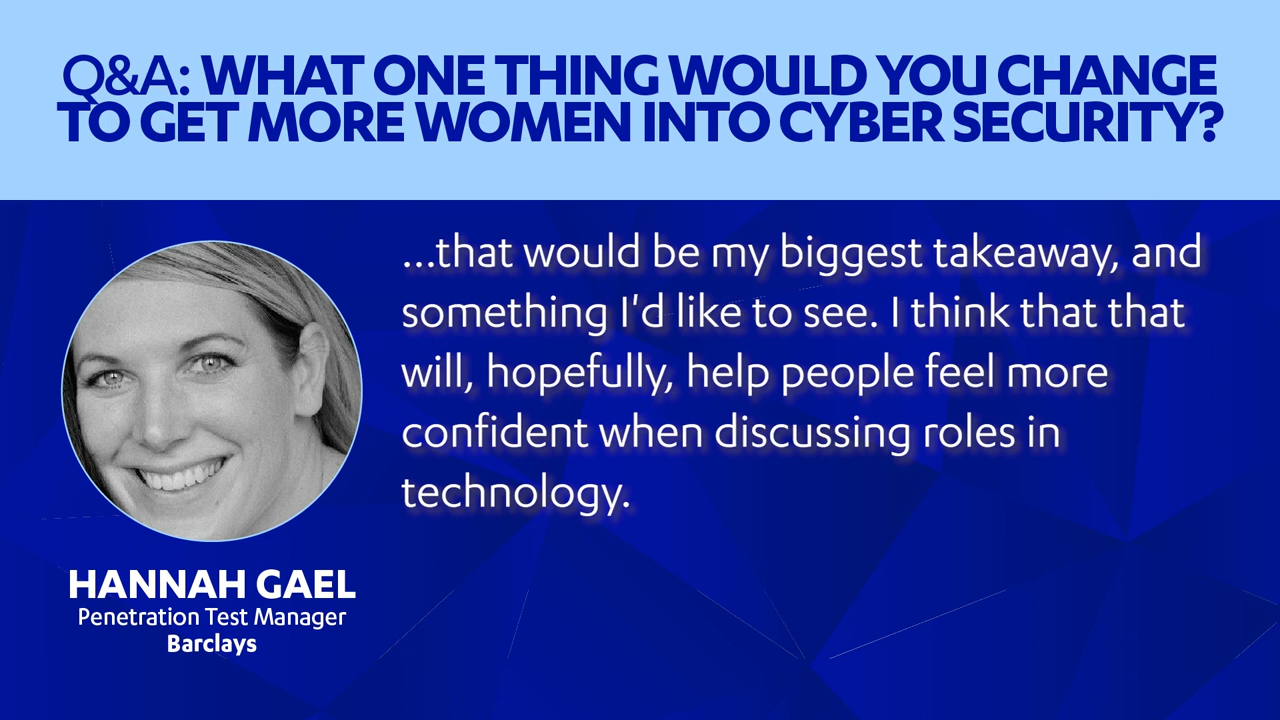 Q&A: WHAT ONE THING WOULD YOU CHANGE
TO GET MORE WOMEN INTO CYBER SECURITY?
...that would be my biggest takeaway, and
something I'd like to see. I think that that
will, hopefully, help people feel more
confident when discussing roles in
technology.
HANNAH GAEL
Penetration Test Manager
Barclays